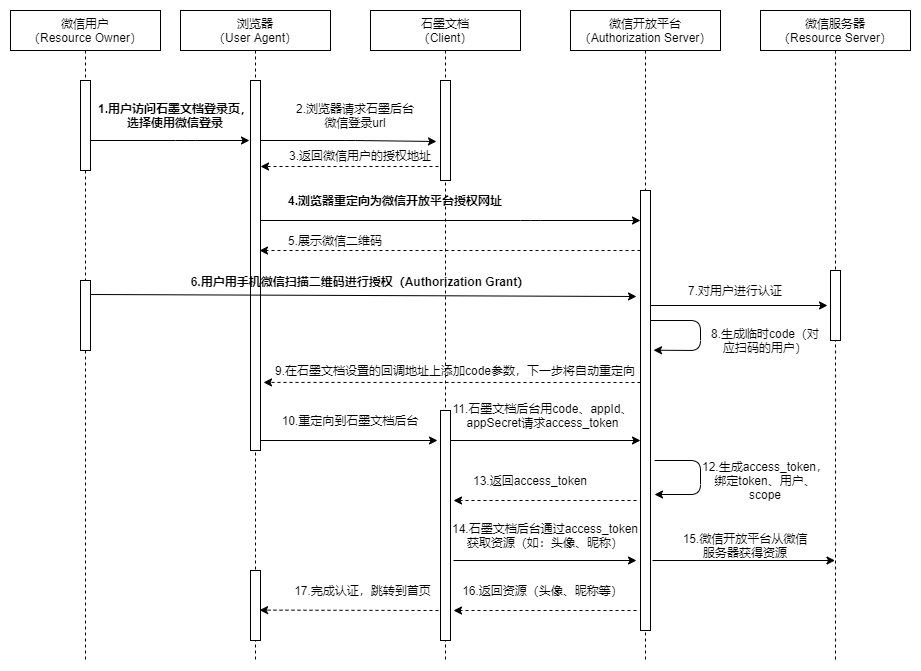 微信用户
(Resource Owner)
浏览器
(User Agent)
石墨文档
(Client)
微信开放平台
(Authorization Server)
微信服务器
(Resource Server)
1.用户访问石墨文档登录页，
选择使用微信登录
2.浏览器请求石墨后台
微信登录url
3.返回微信用户的授权地址
4.浏览器重定向为微信开放平台授权网址
5.展示微信二维码
6.用户用手机微信扫描二维码进行授权（Authorization Grant）
7.对用户进行认证
8.生成临时code（对
应扫码的用户）
9.在石墨文档设置的回调地址上添加code参数，下一步将自动重定向
10.重定向到石墨文档后台
11.石墨文档后台用code、appId、
appSecret请求access_token
12.生成access_token，
绑定token、用户、
scope
13.返回access_token
14.石墨文档后台通过access_token
获取资源（如：头像、昵称）
15.微信开放平台从微信
服务器获得资源
16.返回资源（头像、昵称等）
17.完成认证，跳转到首页